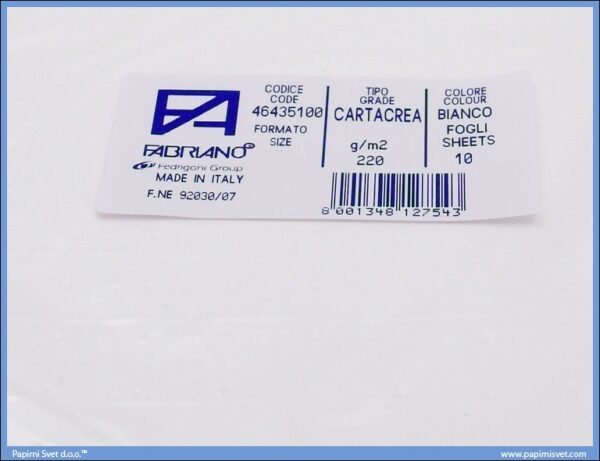 FABRIANO®
Fedrigoni Group
MADE IN ITALY
F.NE 92030/07
CODICE
CODE
46435100
FORMATO
SIZE
TIPO
GRADE
CARTACREA
g/m2
220
COLORE
COLOUR
BIANCO
FOGLI
SHEETS
10
8 001348 127543
Papirni Svet d.o.o.™
www.papirnisvet.com